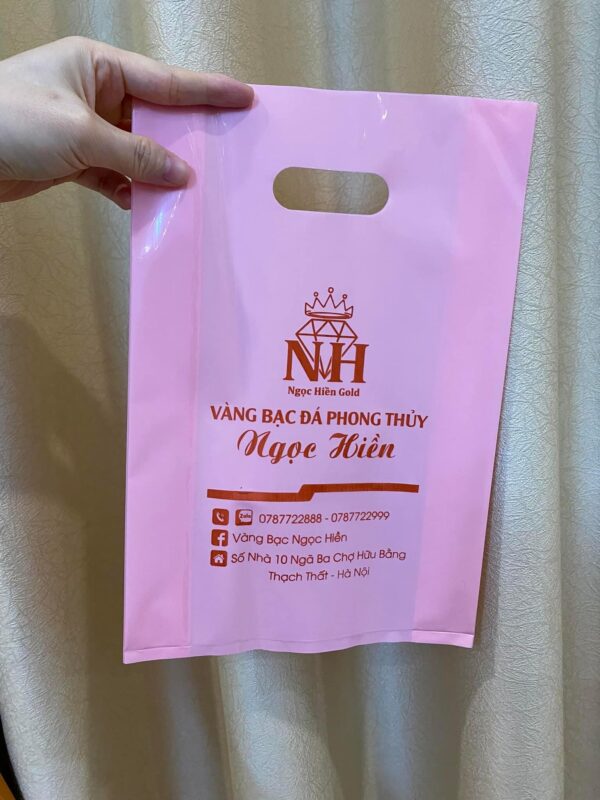 NH
Ngọc Hiền Gold
VÀNG BẠC ĐÁ PHONG THỦY
Ngọc Hiền
Zalo 0787722888 - 0787722999
Vàng Bạc Ngọc Hiền
Số Nhà 10 Ngã Ba Chợ Hữu Bằng
Thạch Thất - Hà Nội